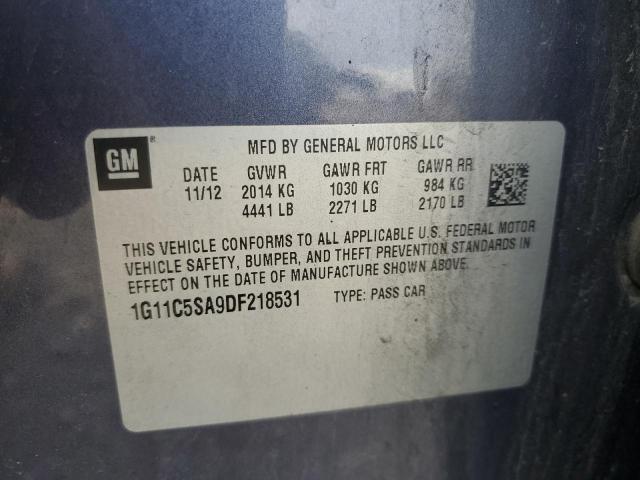 GM
®
MFD BY GENERAL MOTORS LLC
DATE GVWR GAWR FRT GAWR RR
11/12 2014 KG 1030 KG 984 KG
4441 LB 2271 LB 2170 LB
THIS VEHICLE CONFORMS TO ALL APPLICABLE U.S. FEDERAL MOTOR
VEHICLE SAFETY, BUMPER, AND THEFT PREVENTION STANDARDS IN
EFFECT ON THE DATE OF MANUFACTURE SHOWN ABOVE.
1G11C5SA9DF218531 TYPE: PASS CAR